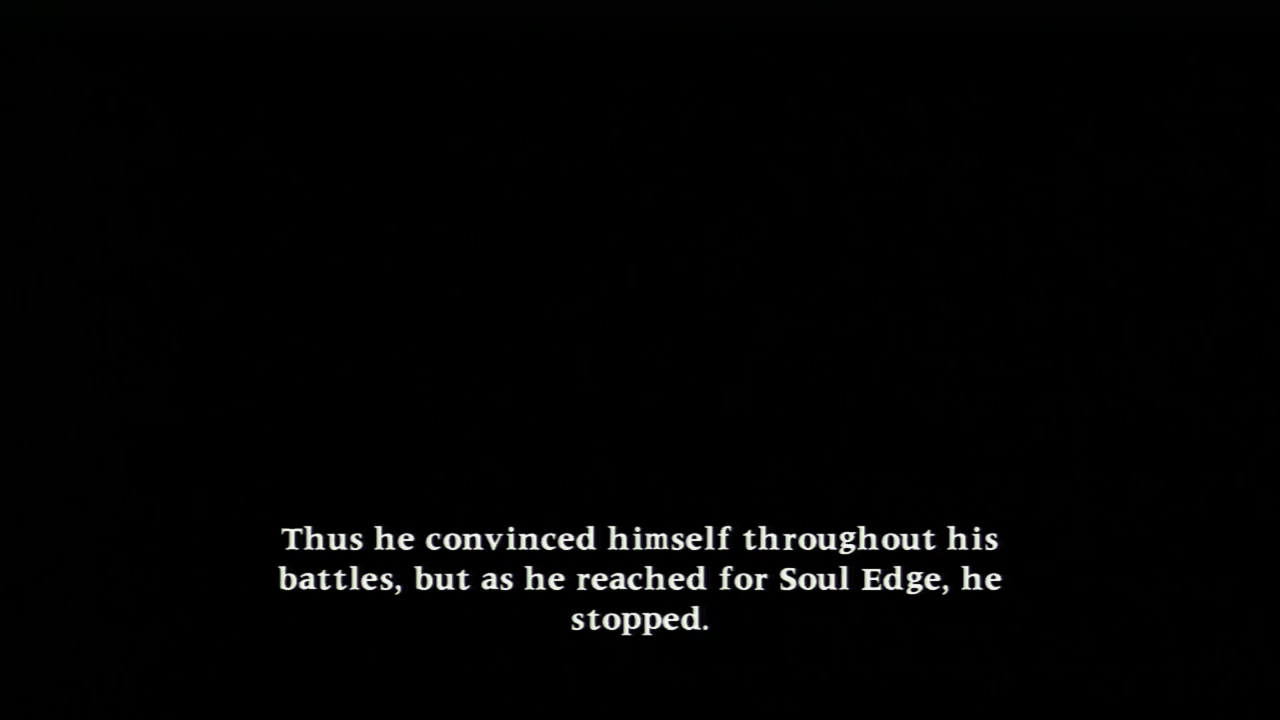 Thus he convinced himself throughout his
battles, but as he reached for Soul Edge, he
stopped.